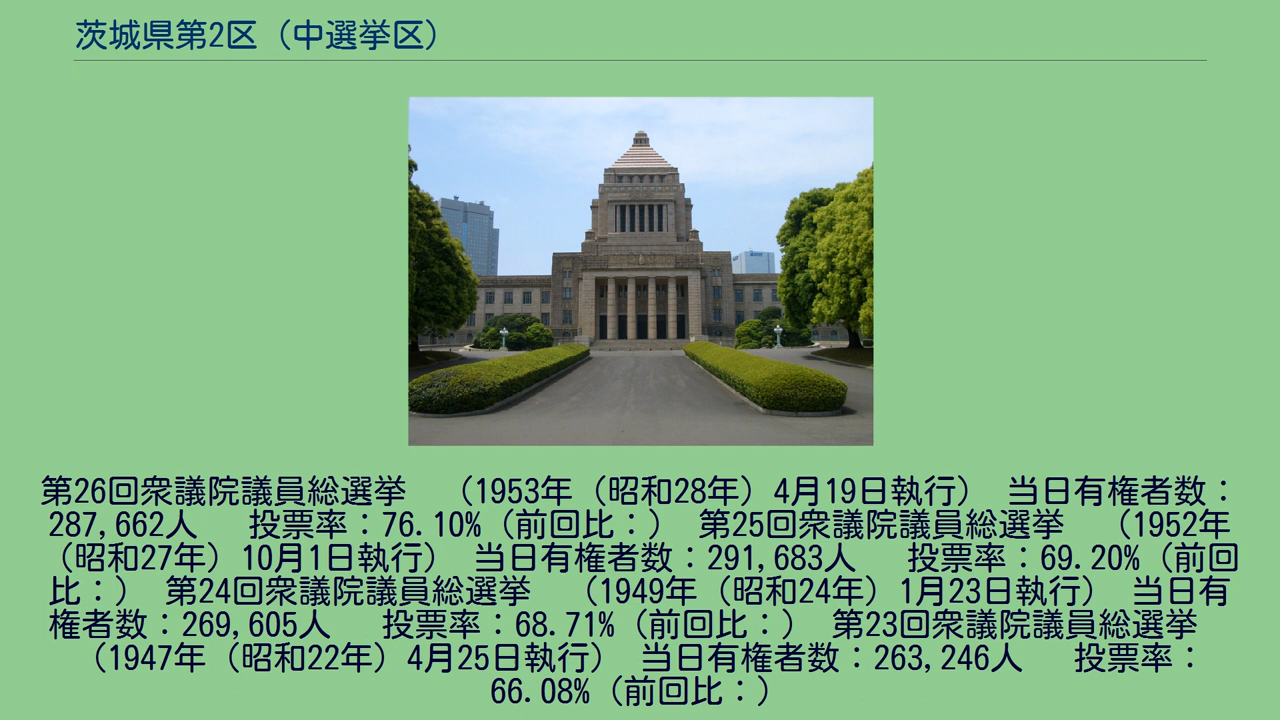 茨城県第2区（中選挙区）
第26回衆議院議員総選挙　（1953年（昭和28年）4月19日執行）　当日有権者数：
287,662人　 投票率：76.10%（前回比：）　第25回衆議院議員総選挙　（1952年
（昭和27年）10月1日執行）　当日有権者数：291,683人　 投票率：69.20%（前回
比：）　第24回衆議院議員総選挙　（1949年（昭和24年）1月23日執行）　当日有
権者数：269,605人　 投票率：68.71%（前回比：）　第23回衆議院議員総選挙
（1947年（昭和22年）4月25日執行）　当日有権者数：263,246人　 投票率：
66.08%（前回比：）